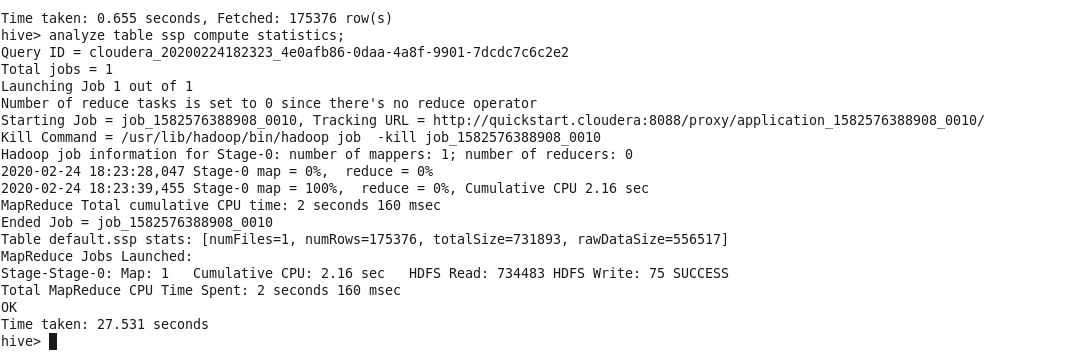 Time taken: 0.655 seconds, Fetched: 175376 row(s)
hive> analyze table ssp compute statistics;
Query ID = cloudera_20200224182323_4e0afb86-0daa-4a8f-9901-7dcdc7c6c2e2
Total jobs = 1
Launching Job 1 out of 1
Number of reduce tasks is set to 0 since there's no reduce operator
Starting Job = job_1582576388908_0010, Tracking URL = http://quickstart.cloudera:8088/proxy/application_1582576388908_0010/
Kill Command = /usr/lib/hadoop/bin/hadoop job  -kill job_1582576388908_0010
Hadoop job information for Stage-0: number of mappers: 1; number of reducers: 0
2020-02-24 18:23:28,047 Stage-0 map = 0%,  reduce = 0%
2020-02-24 18:23:39,455 Stage-0 map = 100%,  reduce = 0%, Cumulative CPU 2.16 sec
MapReduce Total cumulative CPU time: 2 seconds 160 msec
Ended Job = job_1582576388908_0010
Table default.ssp stats: [numFiles=1, numRows=175376, totalSize=731893, rawDataSize=556517]
MapReduce Jobs Launched:
Stage-Stage-0: Map: 1   Cumulative CPU: 2.16 sec   HDFS Read: 734483 HDFS Write: 75 SUCCESS
Total MapReduce CPU Time Spent: 2 seconds 160 msec
OK
Time taken: 27.531 seconds
hive>